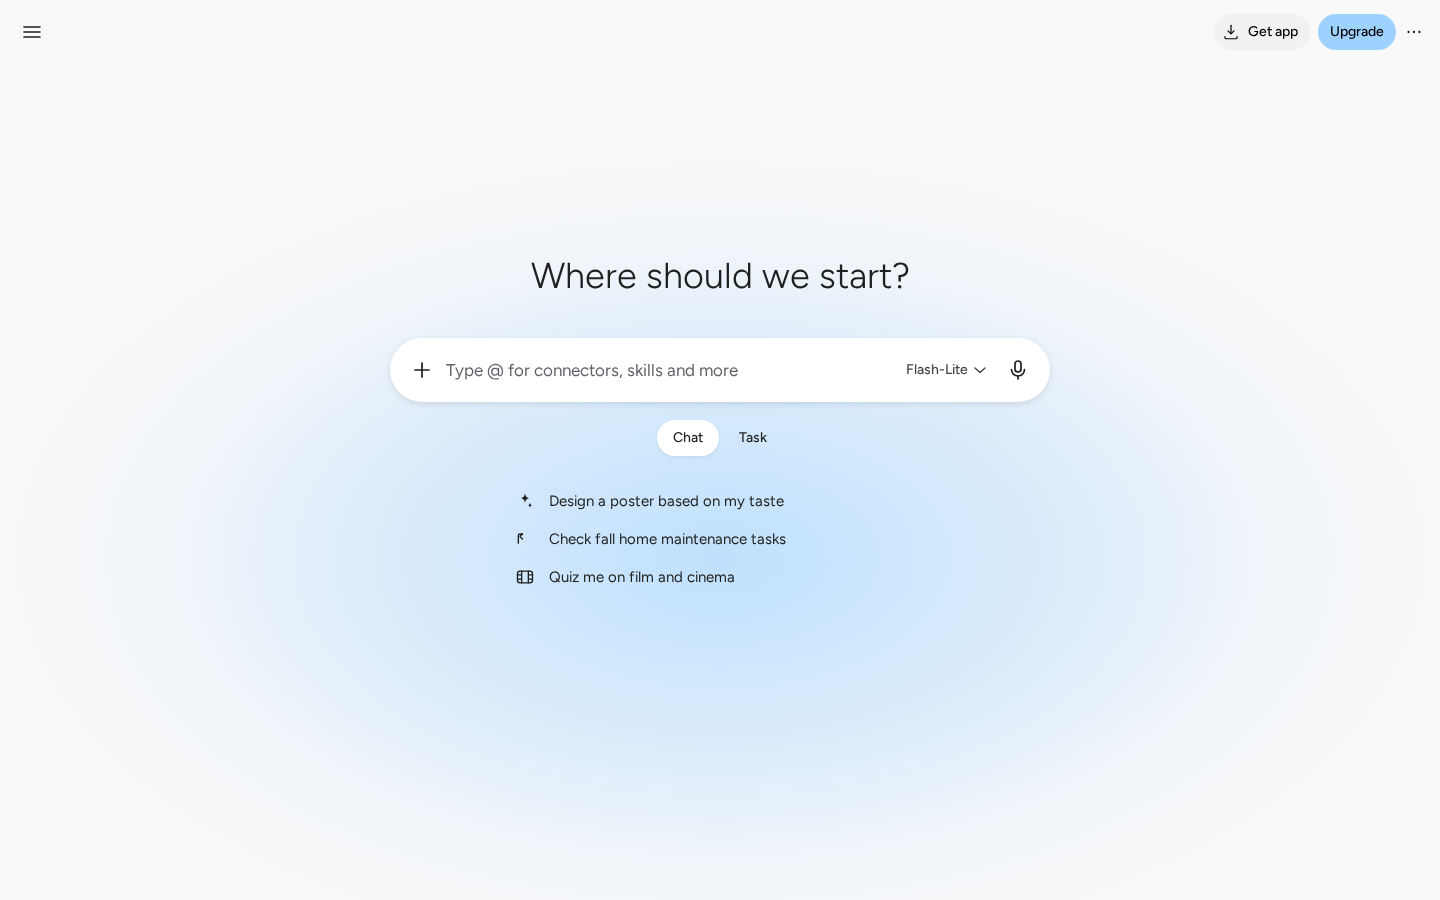 Get app
Upgrade
Where should we start?
Type @ for connectors, skills and more
Flash-Lite
Chat
Task
Design a poster based on my taste
Check fall home maintenance tasks
Quiz me on film and cinema